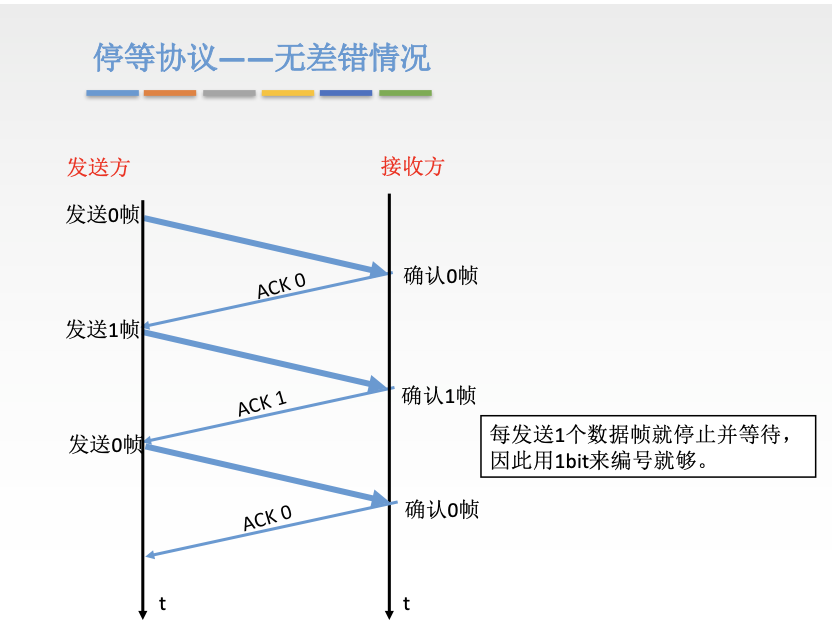 停等协议——无差错情况
发送方
接收方
发送0帧
ACK 0
确认0帧
发送1帧
ACK 1
确认1帧
每发送1个数据帧就停止并等待，
因此用1bit来编号就够。
发送0帧
ACK 0
确认0帧
t
t